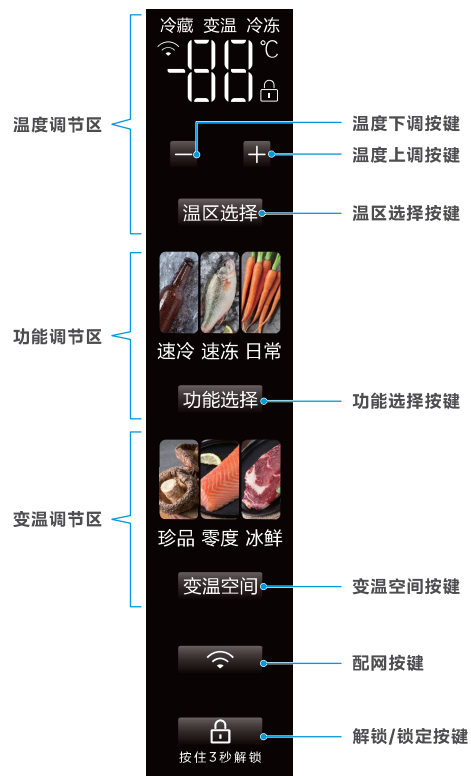 冷藏 变温 冷冻
-88 ℃
温度调节区
温度下调按键
− +
温度上调按键
温区选择
温区选择按键
功能调节区
速冷 速冻 日常
功能选择
功能选择按键
变温调节区
珍品 零度 冰鲜
变温空间
变温空间按键
配网按键
解锁/锁定按键
按住3秒解锁